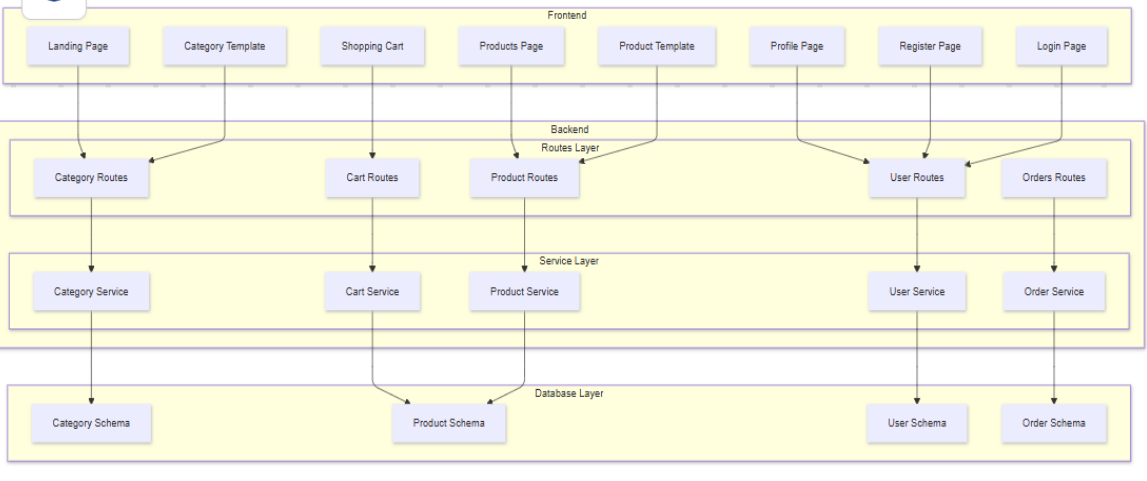 Frontend
Landing Page
Category Template
Shopping Cart
Products Page
Product Template
Profile Page
Register Page
Login Page
Backend
Routes Layer
Category Routes
Cart Routes
Product Routes
User Routes
Orders Routes
Service Layer
Category Service
Cart Service
Product Service
User Service
Order Service
Database Layer
Category Schema
Product Schema
User Schema
Order Schema